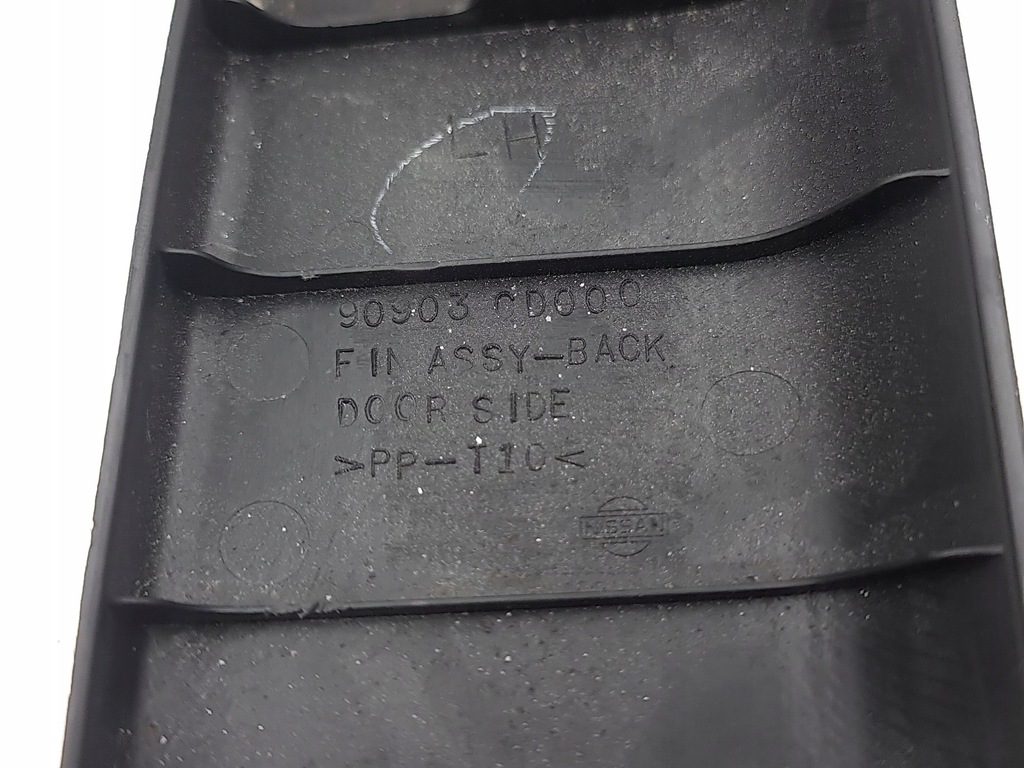 LH
90903 CD000
FIN ASSY-BACK
DOOR SIDE
>PP-T10<
NISSAN